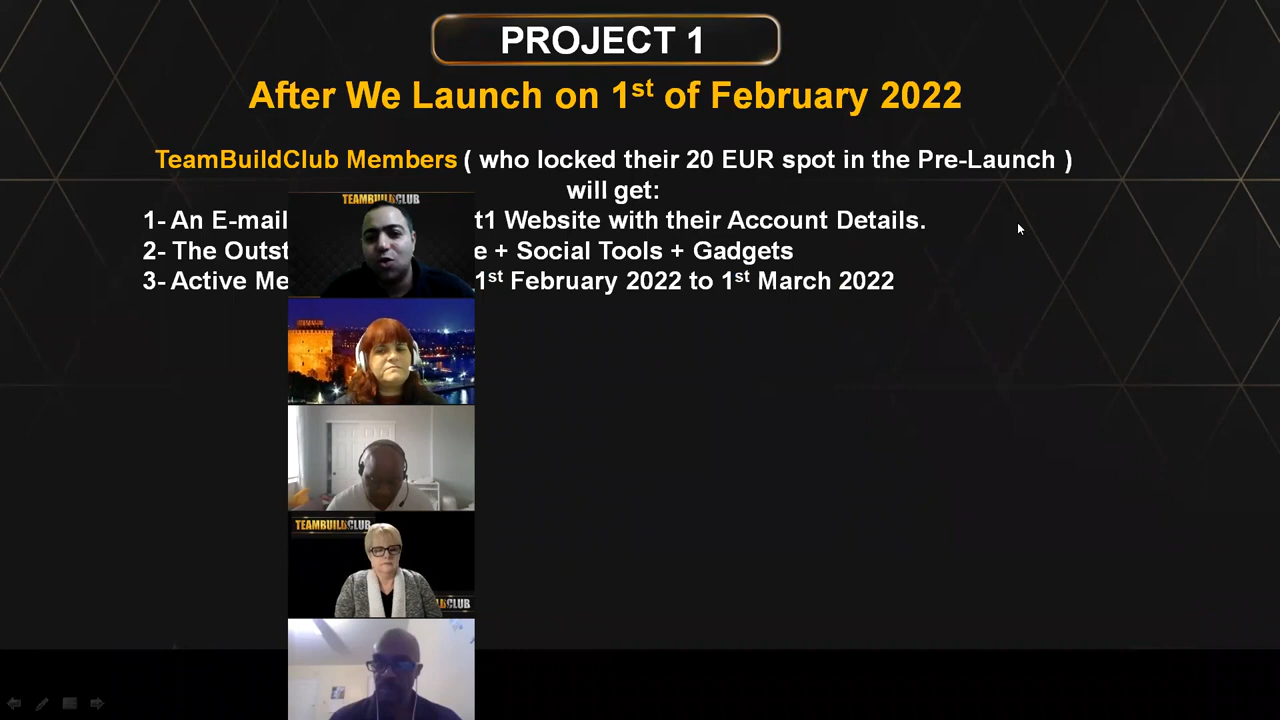 PROJECT 1
After We Launch on 1st of February 2022
TeamBuildClub Members ( who locked their 20 EUR spot in the Pre-Launch )
will get:
1- An E-mail t1 Website with their Account Details.
2- The Outst e + Social Tools + Gadgets
3- Active Me 1st February 2022 to 1st March 2022
TEAMBUILDCLUB
TEAMBUILDCLUB
CLUB